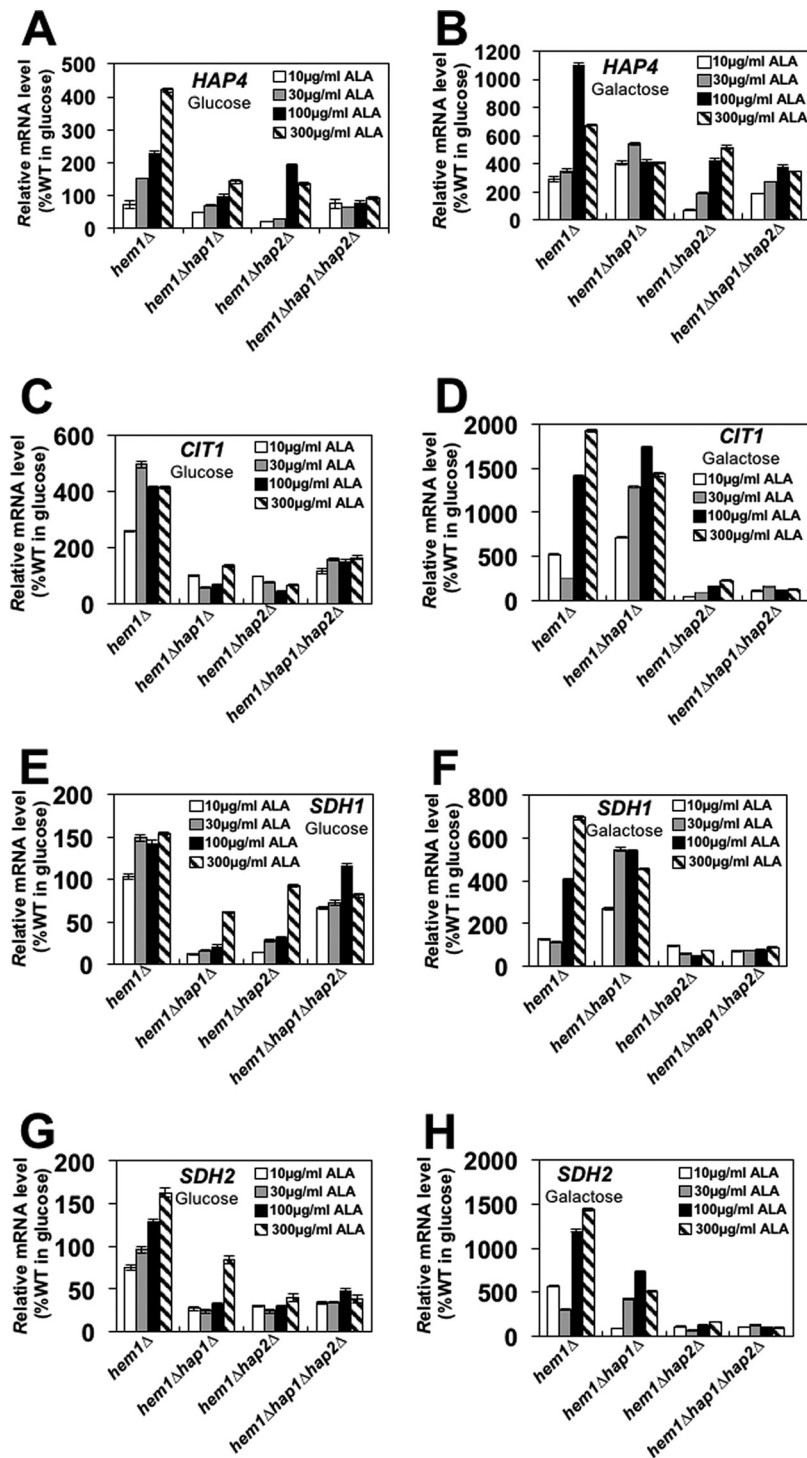 A
Relative mRNA level
(%WT in glucose)
500
400
300
200
100
0
HAP4
Glucose
10µg/ml ALA
30µg/ml ALA
100µg/ml ALA
300µg/ml ALA
hem1Δ
hem1Δhap1Δ
hem1Δhap2Δ
hem1Δhap1Δhap2Δ
B
Relative mRNA level
(%WT in glucose)
1200
1000
800
600
400
200
0
HAP4
Galactose
10µg/ml ALA
30µg/ml ALA
100µg/ml ALA
300µg/ml ALA
hem1Δ
hem1Δhap1Δ
hem1Δhap2Δ
hem1Δhap1Δhap2Δ
C
Relative mRNA level
(%WT in glucose)
600
400
200
0
CIT1
Glucose
10µg/ml ALA
30µg/ml ALA
100µg/ml ALA
300µg/ml ALA
hem1Δ
hem1Δhap1Δ
hem1Δhap2Δ
hem1Δhap1Δhap2Δ
D
Relative mRNA level
(%WT in glucose)
2000
1500
1000
500
0
CIT1
Galactose
10µg/ml ALA
30µg/ml ALA
100µg/ml ALA
300µg/ml ALA
hem1Δ
hem1Δhap1Δ
hem1Δhap2Δ
hem1Δhap1Δhap2Δ
E
Relative mRNA level
(%WT in glucose)
200
150
100
50
0
10µg/ml ALA
30µg/ml ALA
100µg/ml ALA
300µg/ml ALA
SDH1
Glucose
hem1Δ
hem1Δhap1Δ
hem1Δhap2Δ
hem1Δhap1Δhap2Δ
F
Relative mRNA level
(%WT in glucose)
800
600
400
200
0
SDH1
Galactose
10µg/ml ALA
30µg/ml ALA
100µg/ml ALA
300µg/ml ALA
hem1Δ
hem1Δhap1Δ
hem1Δhap2Δ
hem1Δhap1Δhap2Δ
G
Relative mRNA level
(%WT in glucose)
200
150
100
50
0
SDH2
Glucose
10µg/ml ALA
30µg/ml ALA
100µg/ml ALA
300µg/ml ALA
hem1Δ
hem1Δhap1Δ
hem1Δhap2Δ
hem1Δhap1Δhap2Δ
H
Relative mRNA level
(%WT in glucose)
2000
1500
1000
500
0
SDH2
Galactose
10µg/ml ALA
30µg/ml ALA
100µg/ml ALA
300µg/ml ALA
hem1Δ
hem1Δhap1Δ
hem1Δhap2Δ
hem1Δhap1Δhap2Δ